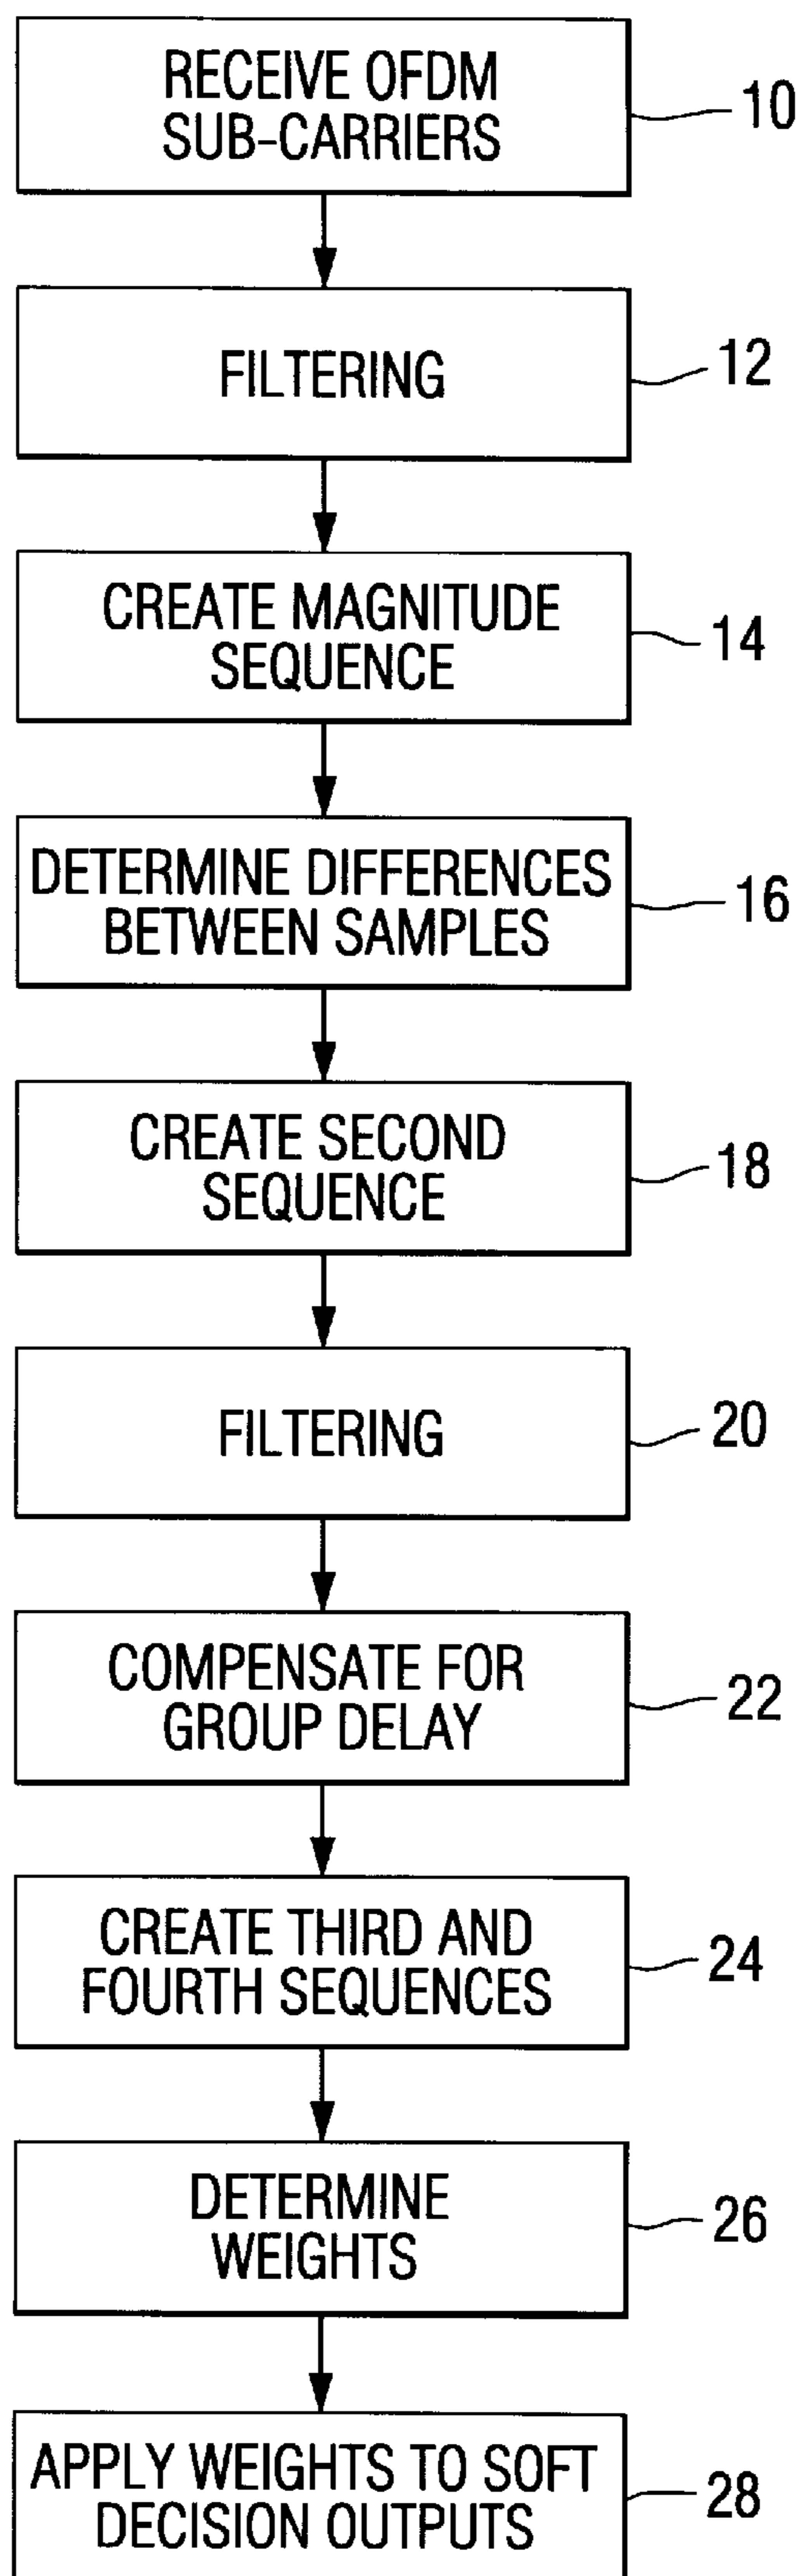 RECEIVE OFDM
SUB-CARRIERS
10
FILTERING
12
CREATE MAGNITUDE
SEQUENCE
14
DETERMINE DIFFERENCES
BETWEEN SAMPLES
16
CREATE SECOND
SEQUENCE
18
FILTERING
20
COMPENSATE FOR
GROUP DELAY
22
CREATE THIRD AND
FOURTH SEQUENCES
24
DETERMINE
WEIGHTS
26
APPLY WEIGHTS TO SOFT
DECISION OUTPUTS
28